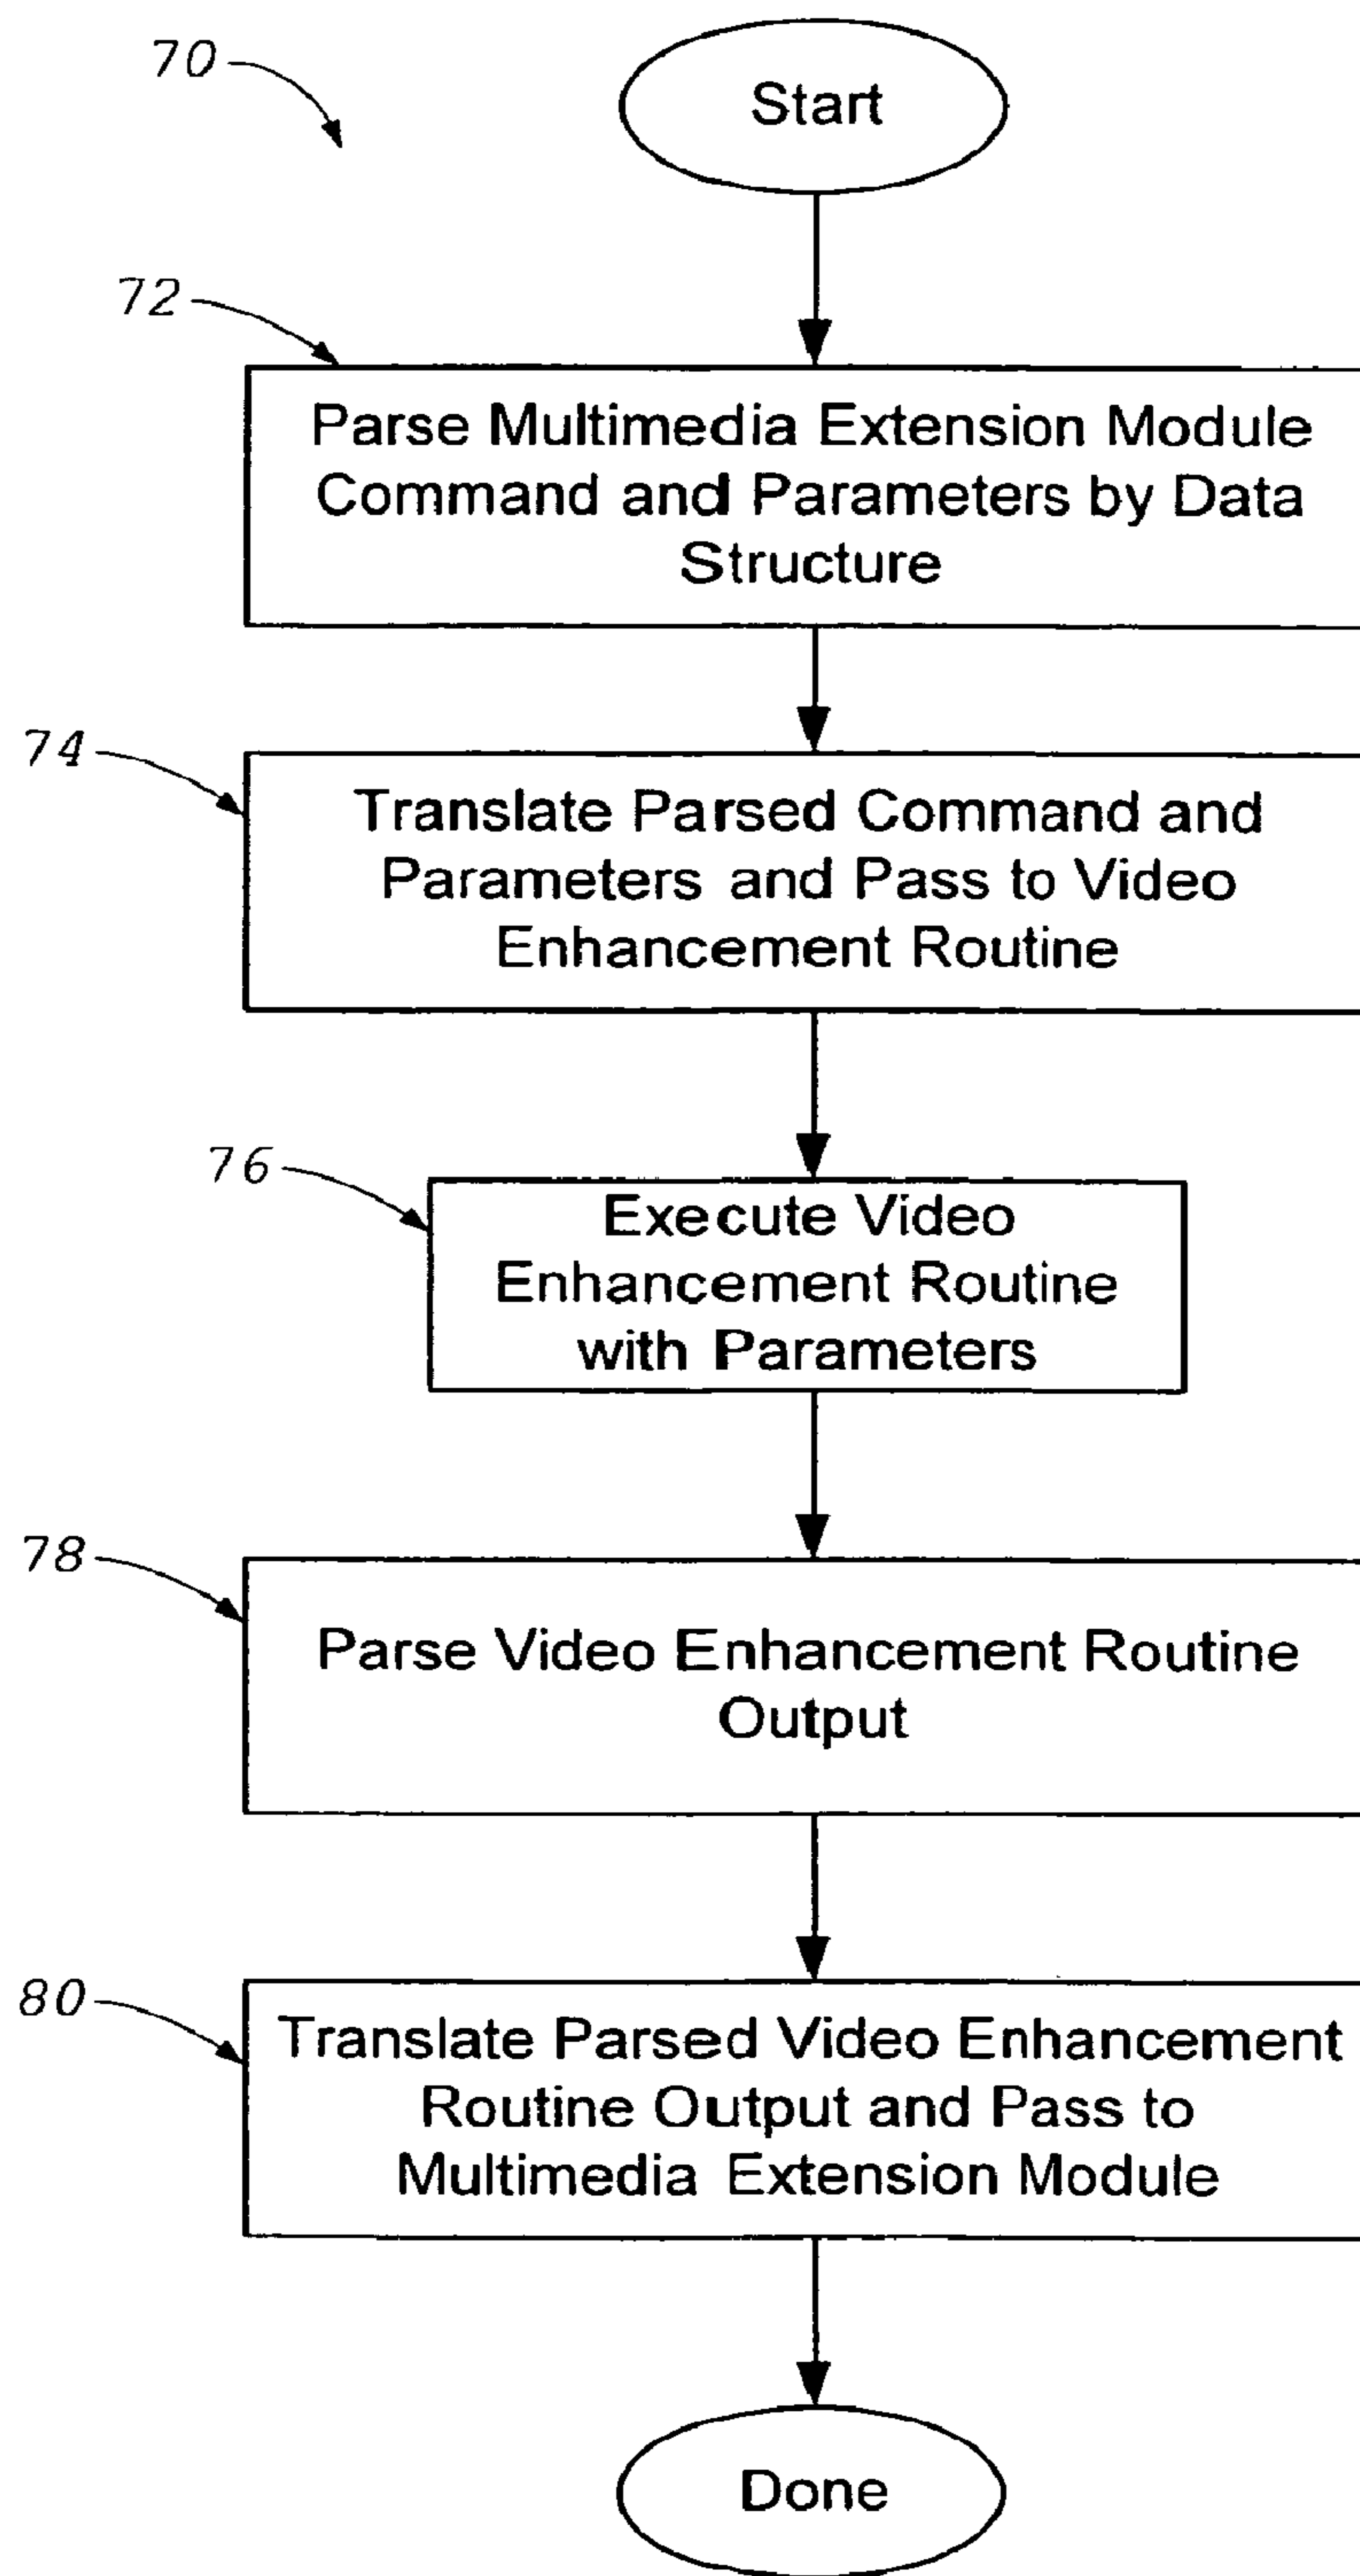 70
Start
72
Parse Multimedia Extension Module
Command and Parameters by Data
Structure
74
Translate Parsed Command and
Parameters and Pass to Video
Enhancement Routine
76
Execute Video
Enhancement Routine
with Parameters
78
Parse Video Enhancement Routine
Output
80
Translate Parsed Video Enhancement
Routine Output and Pass to
Multimedia Extension Module
Done